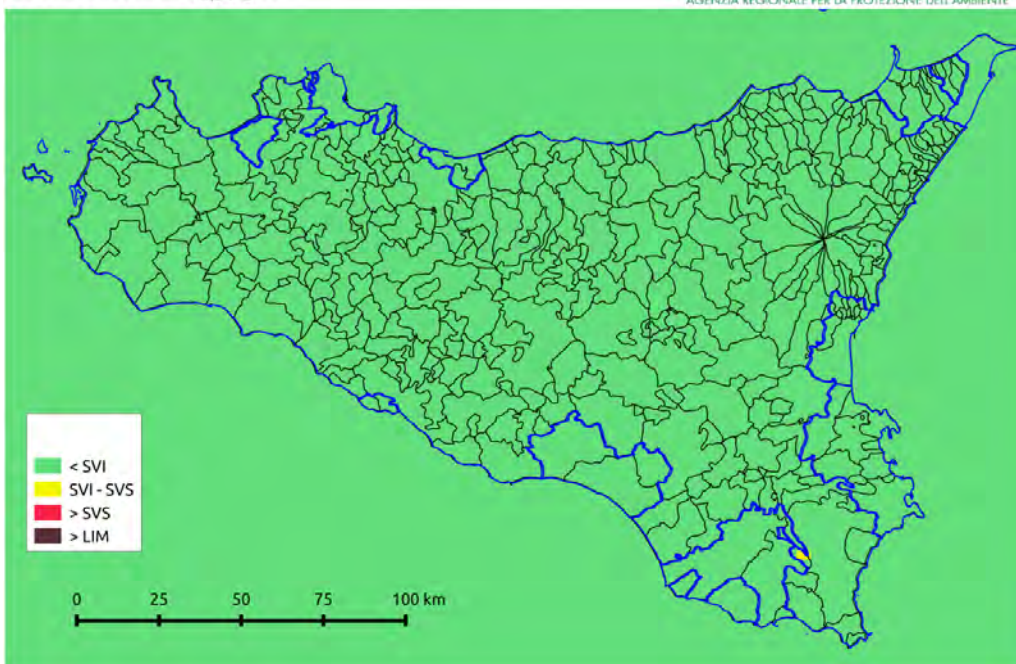 AGENZIA REGIONALE PER LA PROTEZIONE DELL'AMBIENTE
< SVI
SVI - SVS
> SVS
> LIM
0 25 50 75 100 km